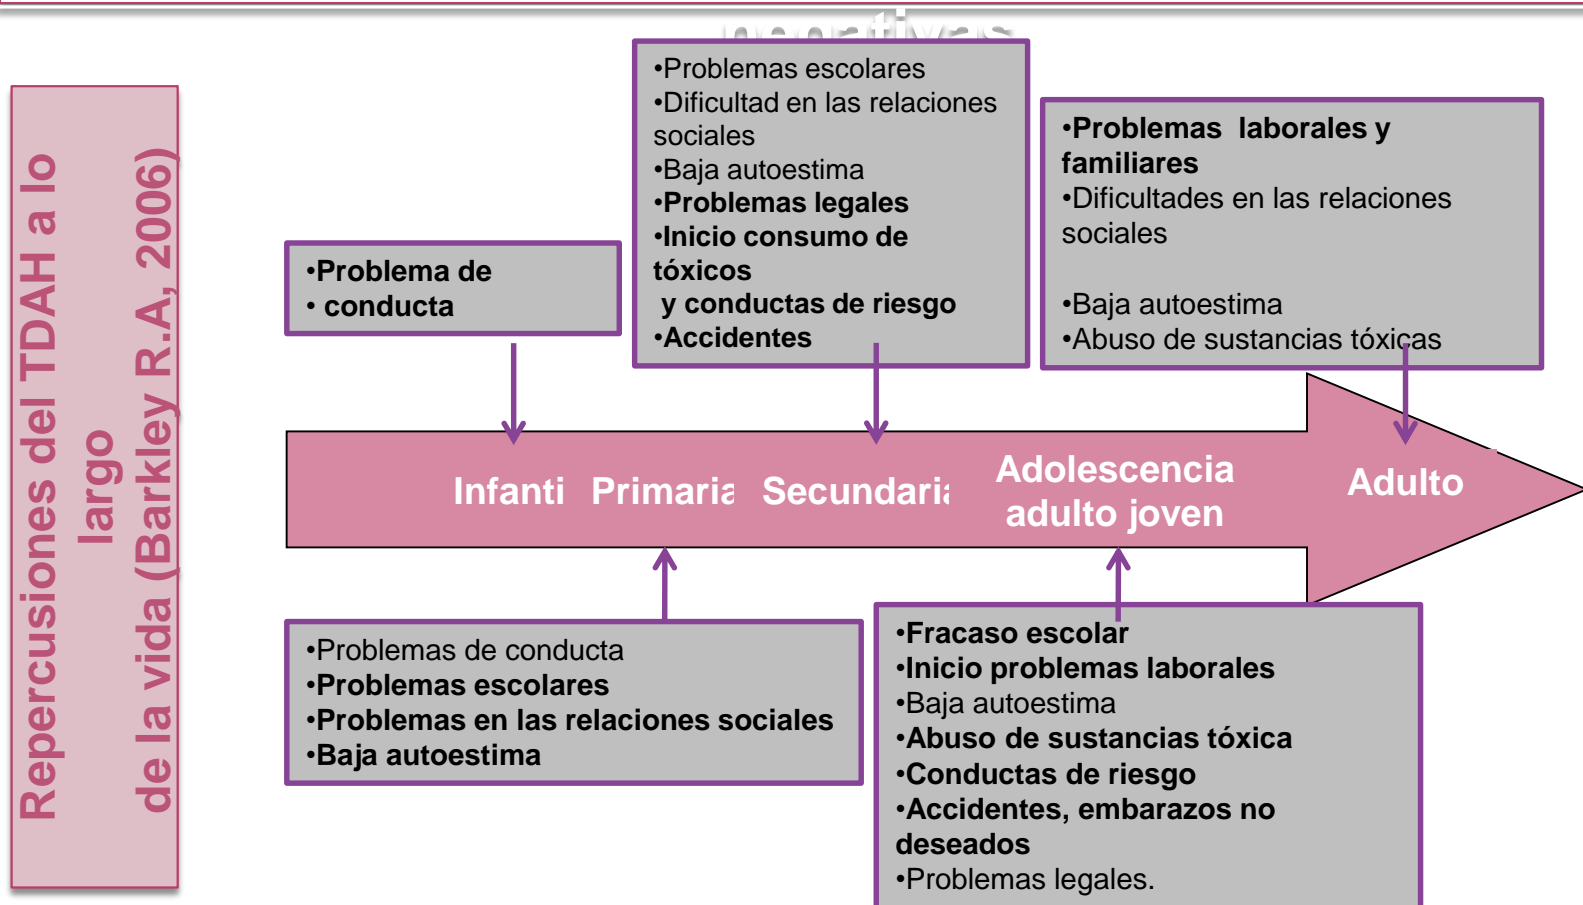 negativas
Repercusiones del TDAH a lo
largo
de la vida (Barkley R.A, 2006)
•Problema de
• conducta
•Problemas escolares
•Dificultad en las relaciones
sociales
•Baja autoestima
•Problemas legales
•Inicio consumo de
tóxicos
y conductas de riesgo
•Accidentes
•Problemas laborales y
familiares
•Dificultades en las relaciones
sociales
•Baja autoestima
•Abuso de sustancias tóxicas
Infanti Primaria Secundaria
Adolescencia
adulto joven
Adulto
•Problemas de conducta
•Problemas escolares
•Problemas en las relaciones sociales
•Baja autoestima
•Fracaso escolar
•Inicio problemas laborales
•Baja autoestima
•Abuso de sustancias tóxica
•Conductas de riesgo
•Accidentes, embarazos no
deseados
•Problemas legales.